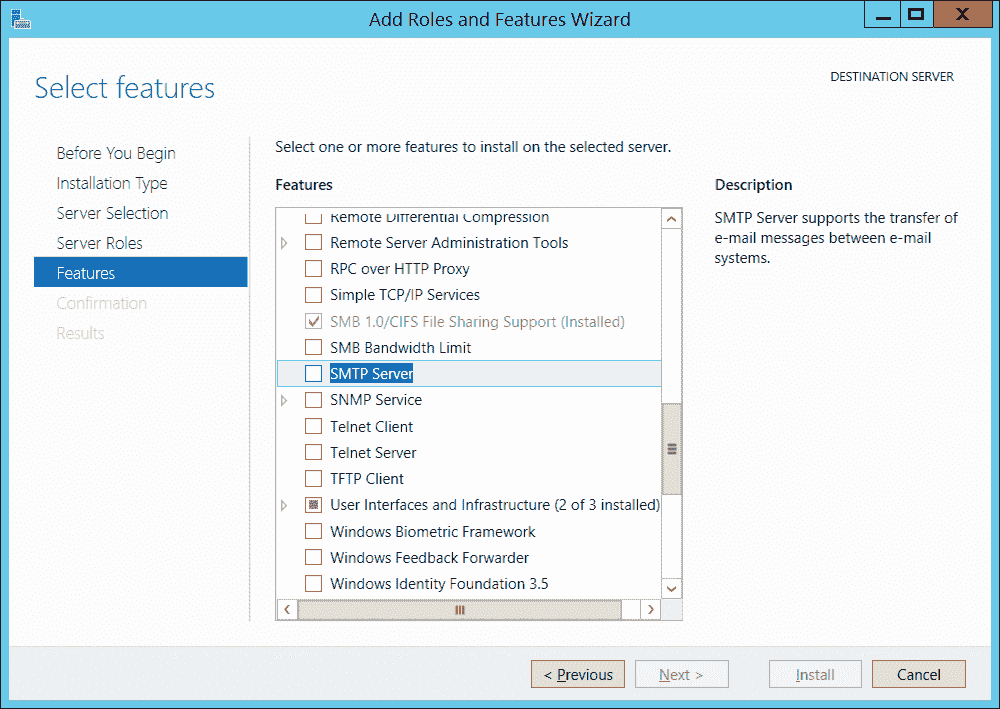 Add Roles and Features Wizard
X
Select features
DESTINATION SERVER
Before You Begin
Installation Type
Server Selection
Server Roles
Features
Confirmation
Results
Select one or more features to install on the selected server.
Features
Remote Differential Compression
Remote Server Administration Tools
RPC over HTTP Proxy
Simple TCP/IP Services
SMB 1.0/CIFS File Sharing Support (Installed)
SMB Bandwidth Limit
SMTP Server
SNMP Service
Telnet Client
Telnet Server
TFTP Client
User Interfaces and Infrastructure (2 of 3 installed)
Windows Biometric Framework
Windows Feedback Forwarder
Windows Identity Foundation 3.5
Description
SMTP Server supports the transfer of
e-mail messages between e-mail
systems.
< Previous
Next >
Install
Cancel